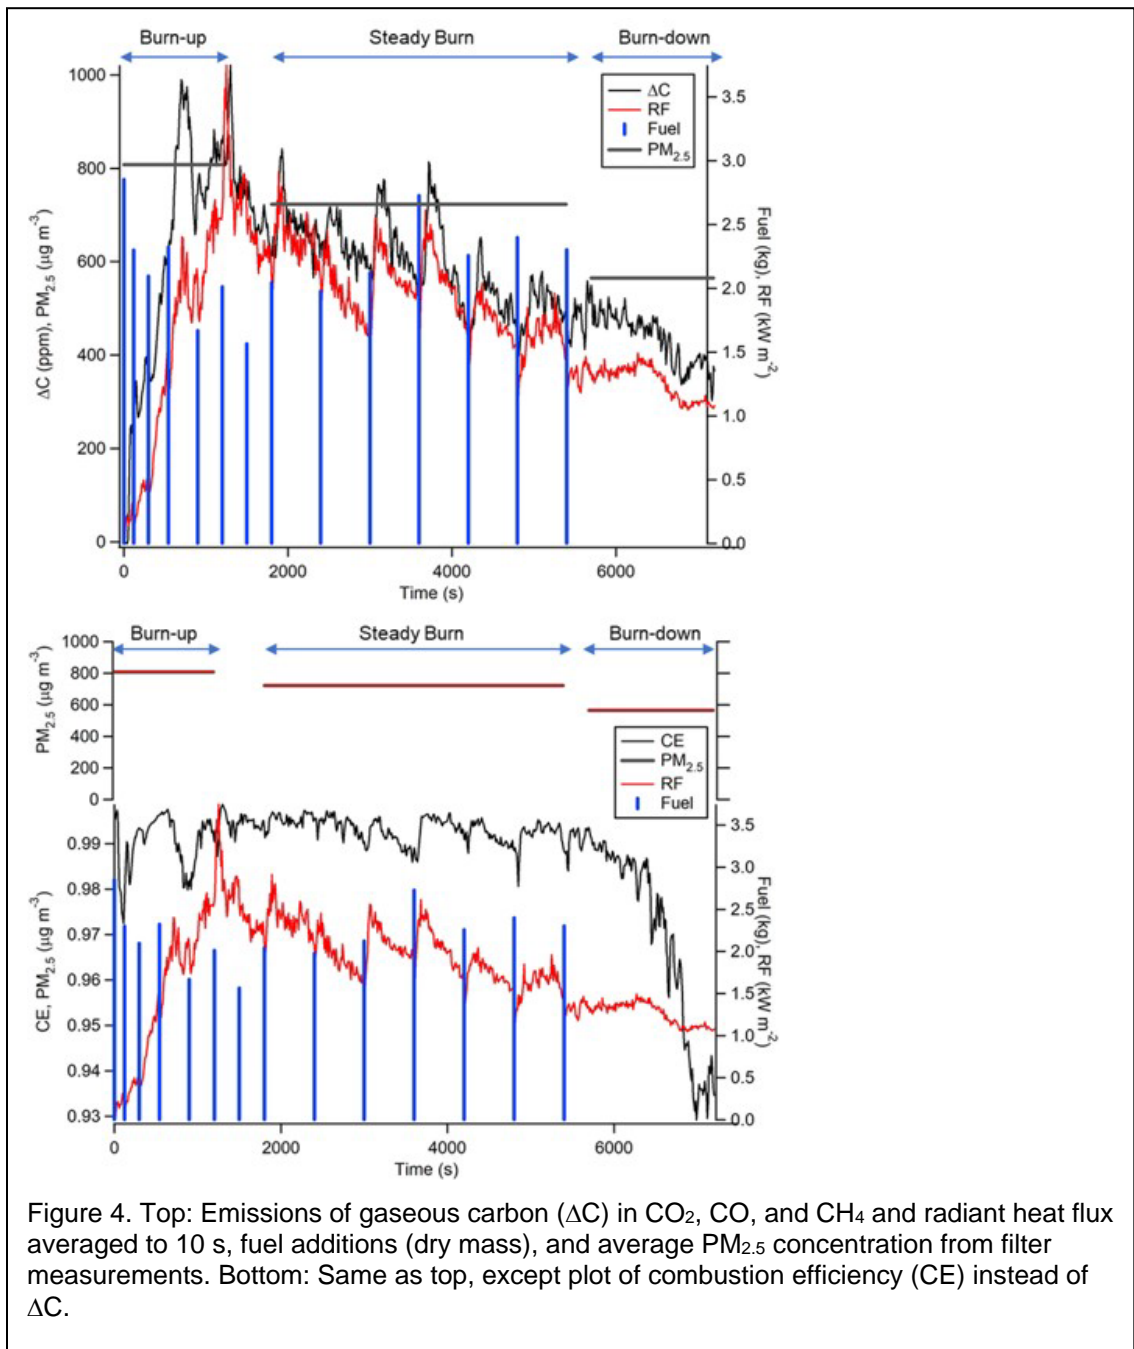 Burn-up Steady Burn Burn-down
1000
800
600
400
200
0
ΔC (ppm), PM2.5 (µg m-3)
ΔC
RF
Fuel
PM2.5
3.5
3.0
2.5
2.0
1.5
1.0
0.5
0.0
Fuel (kg), RF (kW m-2)
0 2000 4000 6000
Time (s)
Burn-up Steady Burn Burn-down
1000
800
600
400
200
0
PM2.5 (µg m-3)
CE
PM2.5
RF
Fuel
0.99
0.98
0.97
0.96
0.95
0.94
0.93
CE, PM2.5 (µg m-3)
3.5
3.0
2.5
2.0
1.5
1.0
0.5
0.0
Fuel (kg), RF (kW m-2)
0 2000 4000 6000
Time (s)
Figure 4. Top: Emissions of gaseous carbon (ΔC) in CO2, CO, and CH4 and radiant heat flux
averaged to 10 s, fuel additions (dry mass), and average PM2.5 concentration from filter
measurements. Bottom: Same as top, except plot of combustion efficiency (CE) instead of
ΔC.